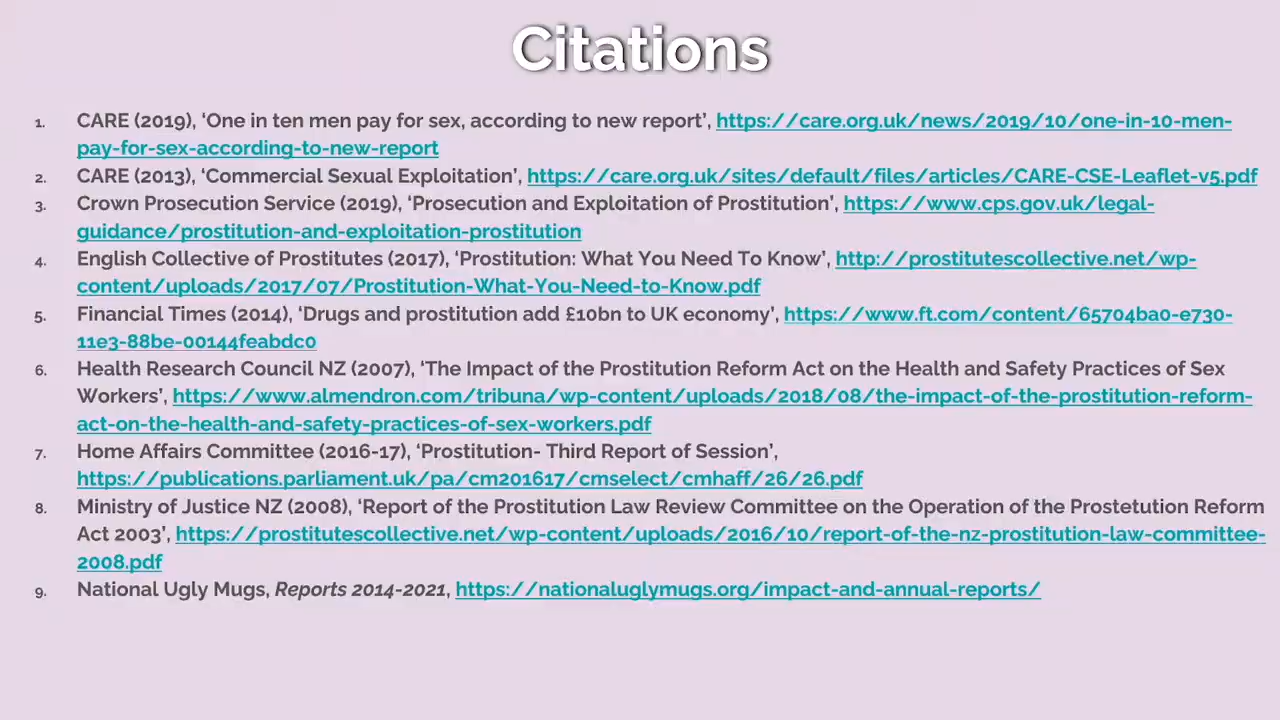 Citations
1. CARE (2019), ‘One in ten men pay for sex, according to new report’, https://care.org.uk/news/2019/10/one-in-10-men-
pay-for-sex-according-to-new-report
2. CARE (2013), ‘Commercial Sexual Exploitation’, https://care.org.uk/sites/default/files/articles/CARE-CSE-Leaflet-v5.pdf
3. Crown Prosecution Service (2019), ‘Prosecution and Exploitation of Prostitution’, https://www.cps.gov.uk/legal-
guidance/prostitution-and-exploitation-prostitution
4. English Collective of Prostitutes (2017), ‘Prostitution: What You Need To Know’, http://prostitutescollective.net/wp-
content/uploads/2017/07/Prostitution-What-You-Need-to-Know.pdf
5. Financial Times (2014), ‘Drugs and prostitution add £10bn to UK economy’, https://www.ft.com/content/65704ba0-e730-
11e3-88be-00144feabdc0
6. Health Research Council NZ (2007), ‘The Impact of the Prostitution Reform Act on the Health and Safety Practices of Sex
Workers’, https://www.almendron.com/tribuna/wp-content/uploads/2018/08/the-impact-of-the-prostitution-reform-
act-on-the-health-and-safety-practices-of-sex-workers.pdf
7. Home Affairs Committee (2016-17), ‘Prostitution- Third Report of Session’,
https://publications.parliament.uk/pa/cm201617/cmselect/cmhaff/26/26.pdf
8. Ministry of Justice NZ (2008), ‘Report of the Prostitution Law Review Committee on the Operation of the Prostetution Reform
Act 2003’, https://prostitutescollective.net/wp-content/uploads/2016/10/report-of-the-nz-prostitution-law-committee-
2008.pdf
9. National Ugly Mugs, Reports 2014-2021, https://nationaluglymugs.org/impact-and-annual-reports/